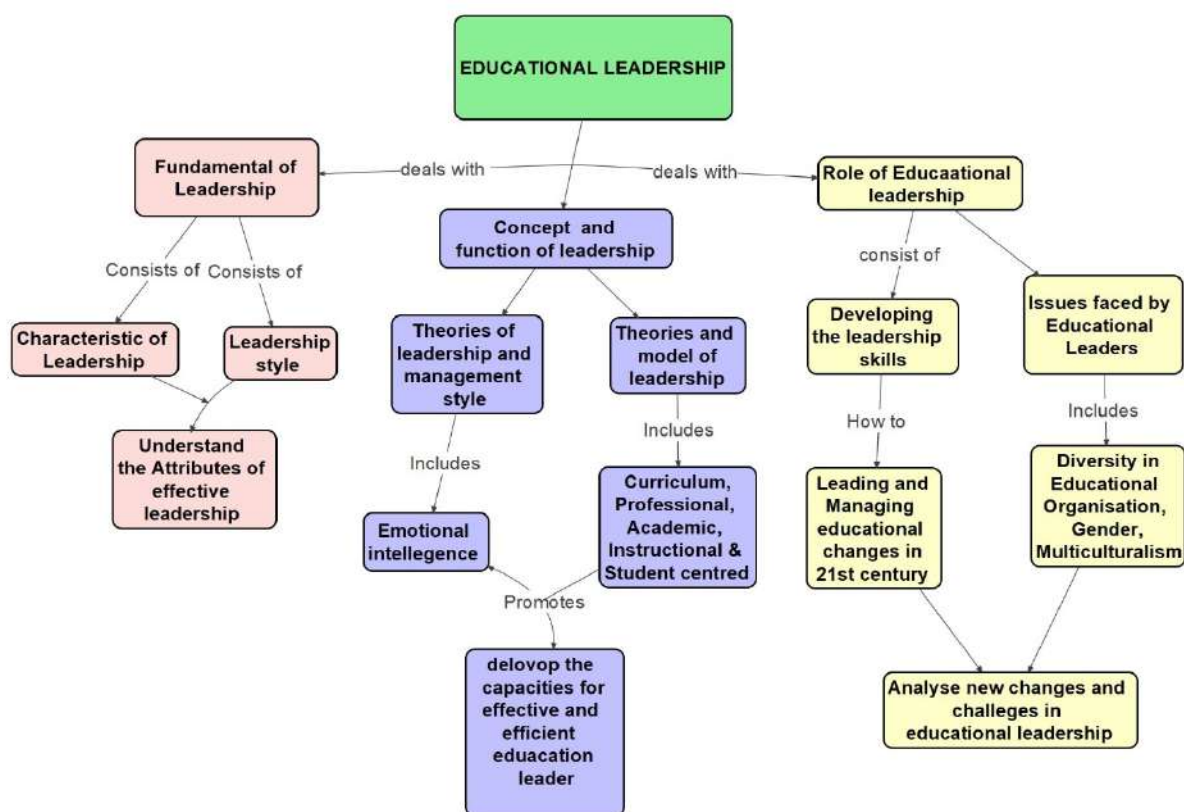 EDUCATIONAL LEADERSHIP
deals with
deals with
Fundamental of
Leadership
Consists of
Consists of
Characteristic of
Leadership
Leadership
style
Understand
the Attributes of
effective
leadership
Concept and
function of leadership
Theories of
leadership and
management
style
Theories and
model of
leadership
Includes
Includes
Emotional
intellegence
Curriculum,
Professional,
Academic,
Instructional &
Student centred
Promotes
delovop the
capacities for
effective and
efficient
eduacation
leader
Role of Educaational
leadership
consist of
Developing
the leadership
skills
Issues faced by
Educational
Leaders
How to
Includes
Leading and
Managing
educational
changes in
21st century
Diversity in
Educational
Organisation,
Gender,
Multiculturalism
Analyse new changes and
challeges in
educational leadership